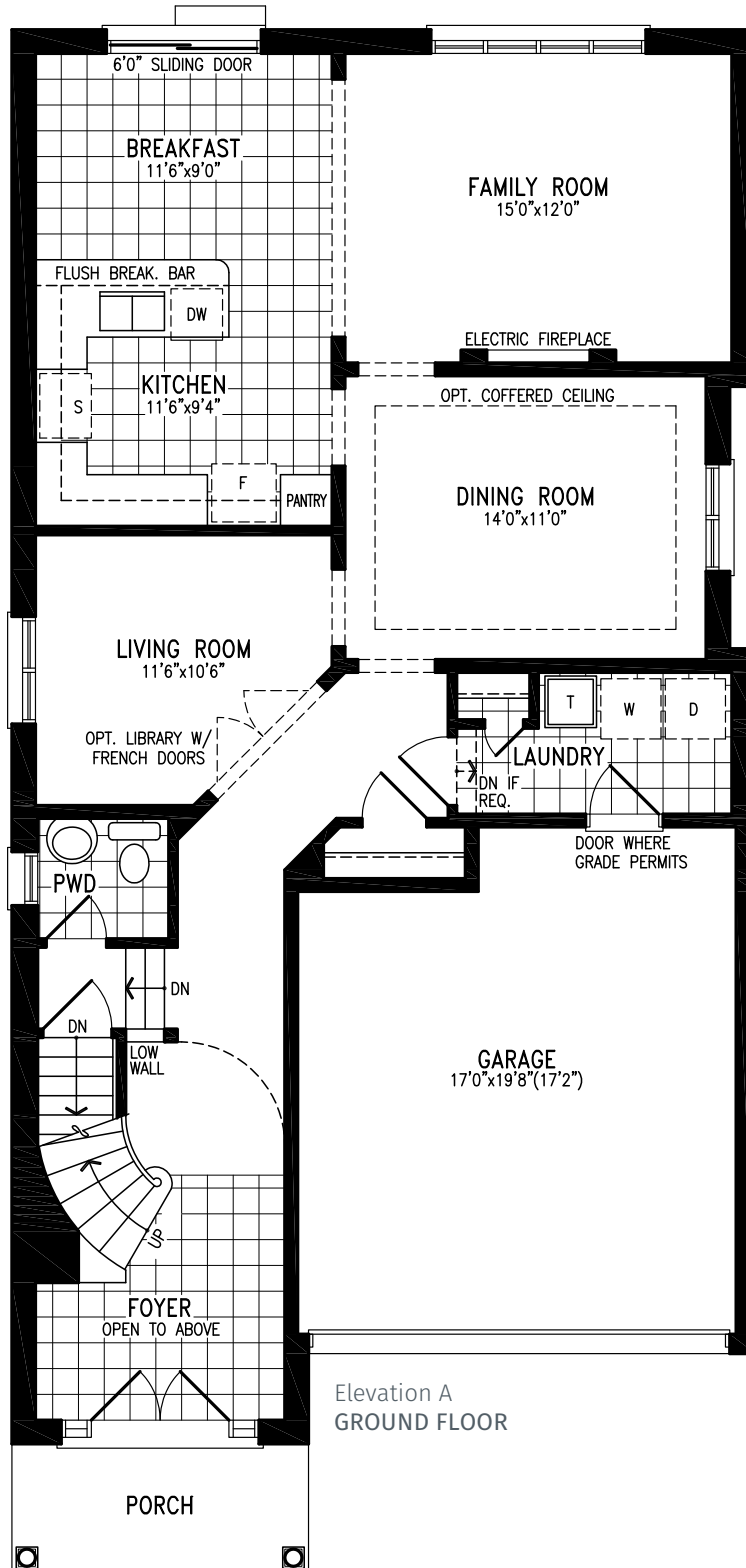 6'0" SLIDING DOOR
BREAKFAST
11'6"x9'0"
FAMILY ROOM
15'0"x12'0"
FLUSH BREAK. BAR
DW
ELECTRIC FIREPLACE
KITCHEN
11'6"x9'4"
S
OPT. COFFERED CEILING
F
PANTRY
DINING ROOM
14'0"x11'0"
LIVING ROOM
11'6"x10'6"
OPT. LIBRARY W/
FRENCH DOORS
T
W
D
LAUNDRY
DN IF
REQ.
DOOR WHERE
GRADE PERMITS
PWD
DN
DN
LOW
WALL
GARAGE
17'0"x19'8"(17'2")
UP
FOYER
OPEN TO ABOVE
Elevation A
GROUND FLOOR
PORCH